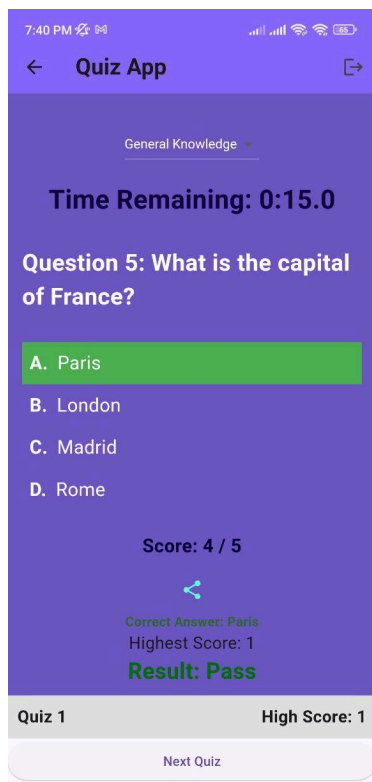 7:40 PM
65
Quiz App
General Knowledge
Time Remaining: 0:15.0
Question 5: What is the capital
of France?
A. Paris
B. London
C. Madrid
D. Rome
Score: 4 / 5
Correct Answer: Paris
Highest Score: 1
Result: Pass
Quiz 1 High Score: 1
Next Quiz